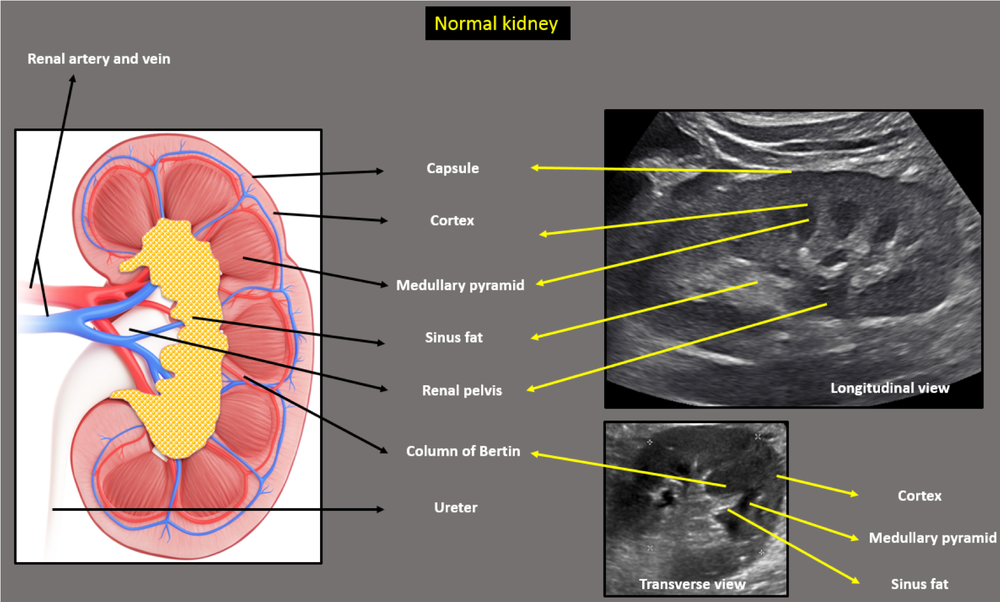 Normal kidney
Renal artery and vein
Capsule
Cortex
Medullary pyramid
Sinus fat
Renal pelvis
Column of Bertin
Ureter
Longitudinal view
Transverse view
Cortex
Medullary pyramid
Sinus fat